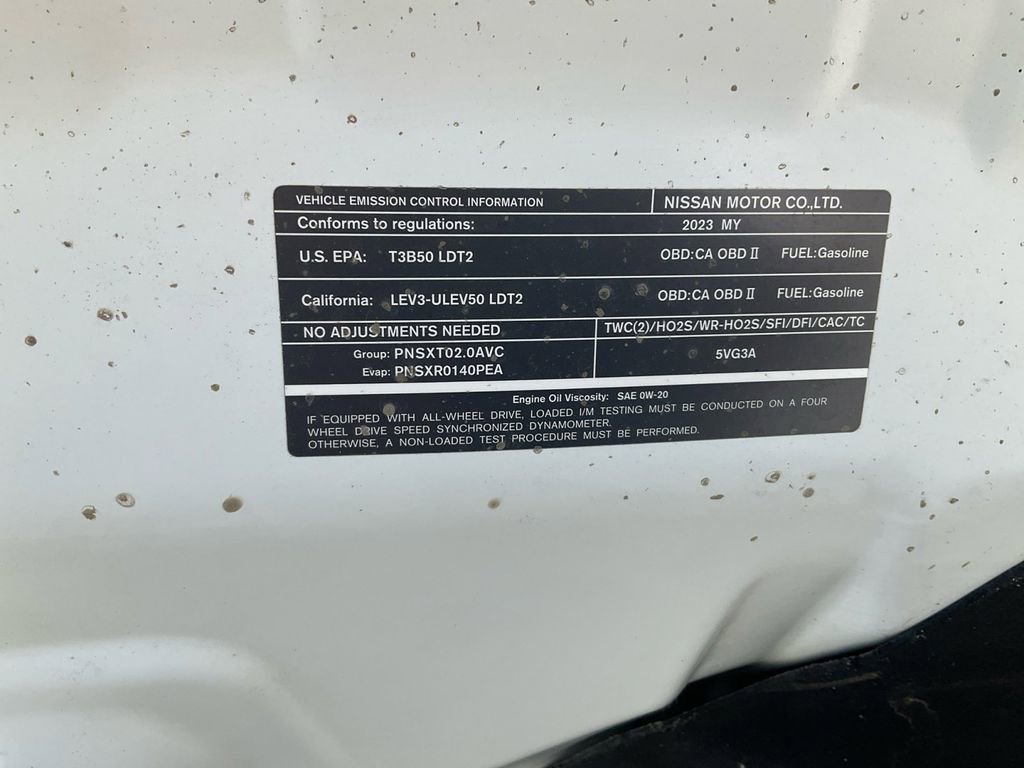 VEHICLE EMISSION CONTROL INFORMATION NISSAN MOTOR CO.,LTD.
Conforms to regulations: 2023 MY
U.S. EPA: T3B50 LDT2 OBD:CA OBD II FUEL:Gasoline
California: LEV3-ULEV50 LDT2 OBD:CA OBD II FUEL:Gasoline
NO ADJUSTMENTS NEEDED TWC(2)/HO2S/WR-HO2S/SFI/DFI/CAC/TC
Group: PNSXT02.0AVC 5VG3A
Evap: PNSXR0140PEA
Engine Oil Viscosity: SAE 0W-20
IF EQUIPPED WITH ALL-WHEEL DRIVE, LOADED I/M TESTING MUST BE CONDUCTED ON A FOUR
WHEEL DRIVE SPEED SYNCHRONIZED DYNAMOMETER.
OTHERWISE, A NON-LOADED TEST PROCEDURE MUST BE PERFORMED.